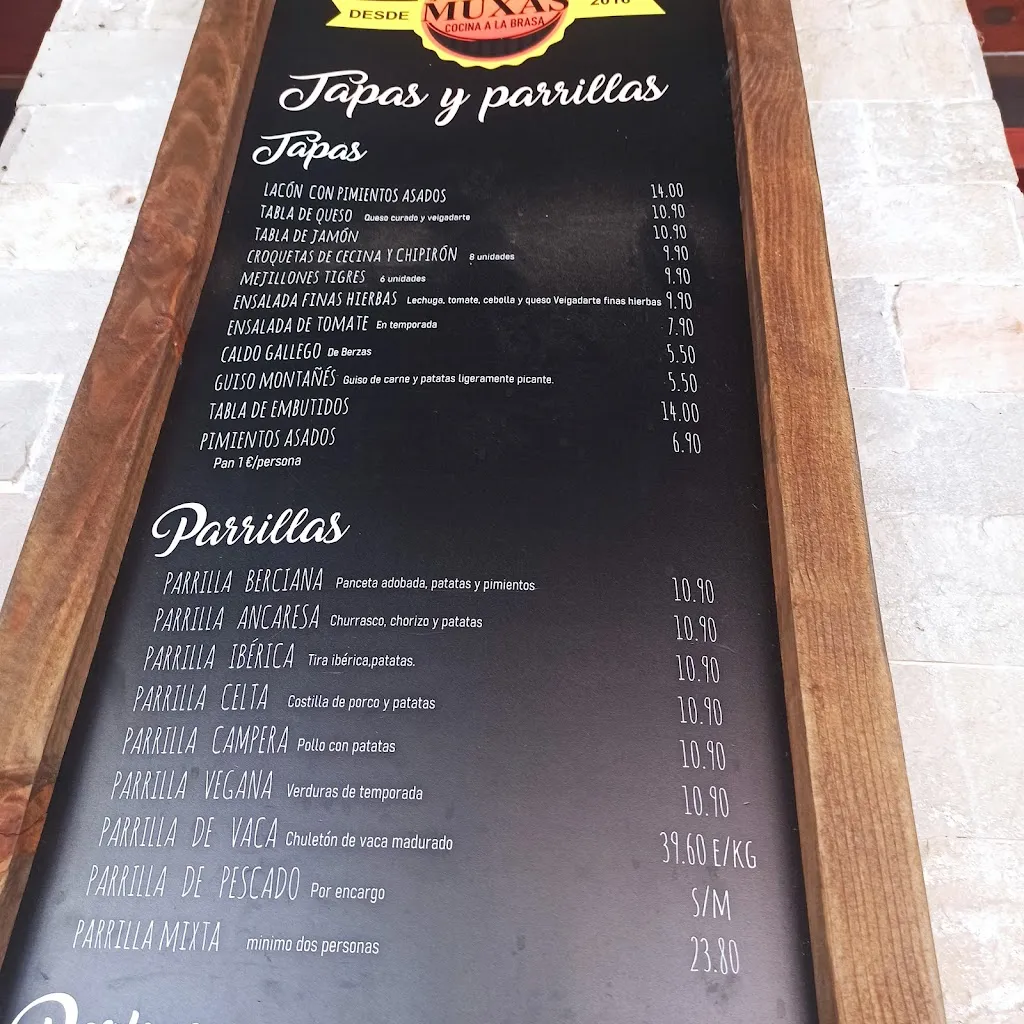 DESDE MUXAS 2016
COCINA A LA BRASA
Tapas y parrillas
Tapas
LACÓN CON PIMIENTOS ASADOS 14.00
TABLA DE QUESO Queso curado y veigadarte 10.90
TABLA DE JAMÓN 10.90
CROQUETAS DE CECINA Y CHIPIRÓN 8 unidades 9.90
MEJILLONES TIGRES 6 unidades 9.90
ENSALADA FINAS HIERBAS Lechuga, tomate, cebolla y queso Veigadarte finas hierbas 9.90
ENSALADA DE TOMATE En temporada 7.90
CALDO GALLEGO De Berzas 5.50
GUISO MONTAÑÉS Guiso de carne y patatas ligeramente picante. 5.50
TABLA DE EMBUTIDOS 14.00
PIMIENTOS ASADOS 6.90
Pan 1 €/persona
Parrillas
PARRILLA BERCIANA Panceta adobada, patatas y pimientos 10.90
PARRILLA ANCARESA Churrasco, chorizo y patatas 10.90
PARRILLA IBÉRICA Tira ibérica,patatas. 10.90
PARRILLA CELTA Costilla de porco y patatas 10.90
PARRILLA CAMPERA Pollo con patatas 10.90
PARRILLA VEGANA Verduras de temporada 10.90
PARRILLA DE VACA Chuletón de vaca madurado 39.60 E/KG
PARRILLA DE PESCADO Por encargo S/M
PARRILLA MIXTA minimo dos personas 23.80